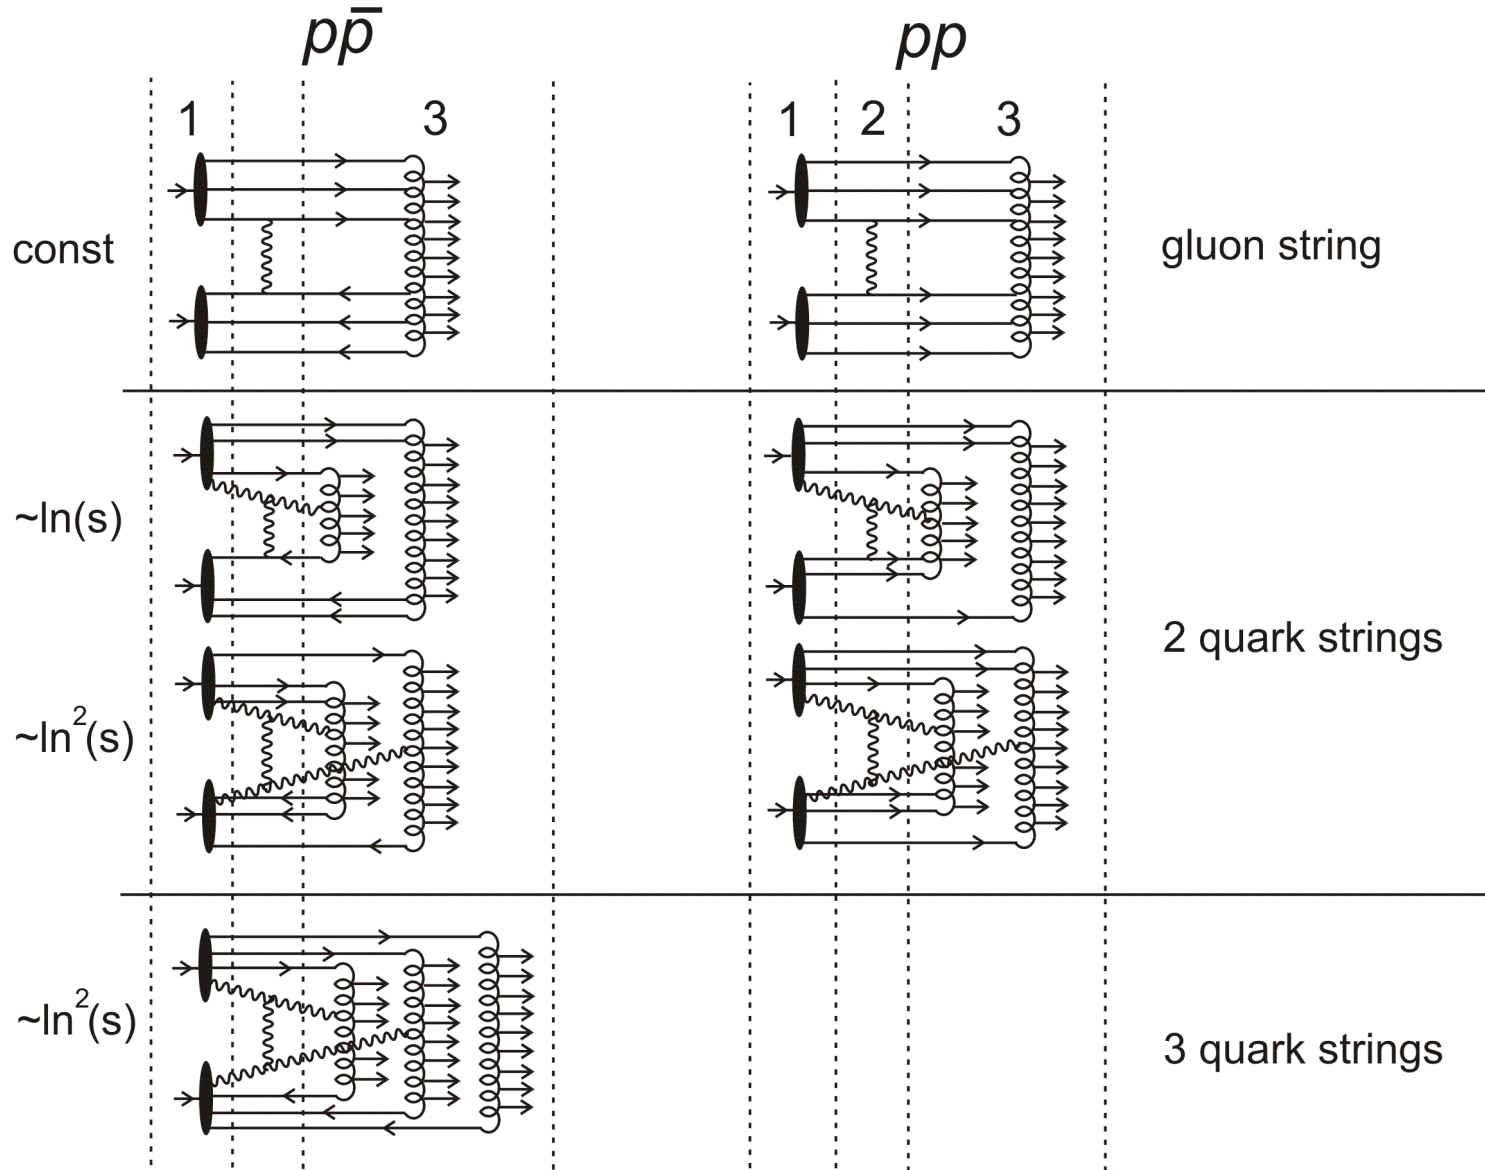 pp̅ pp
1 3 1 2 3
const gluon string
~ln(s)
2 quark strings
~ln²(s)
~ln²(s)
3 quark strings